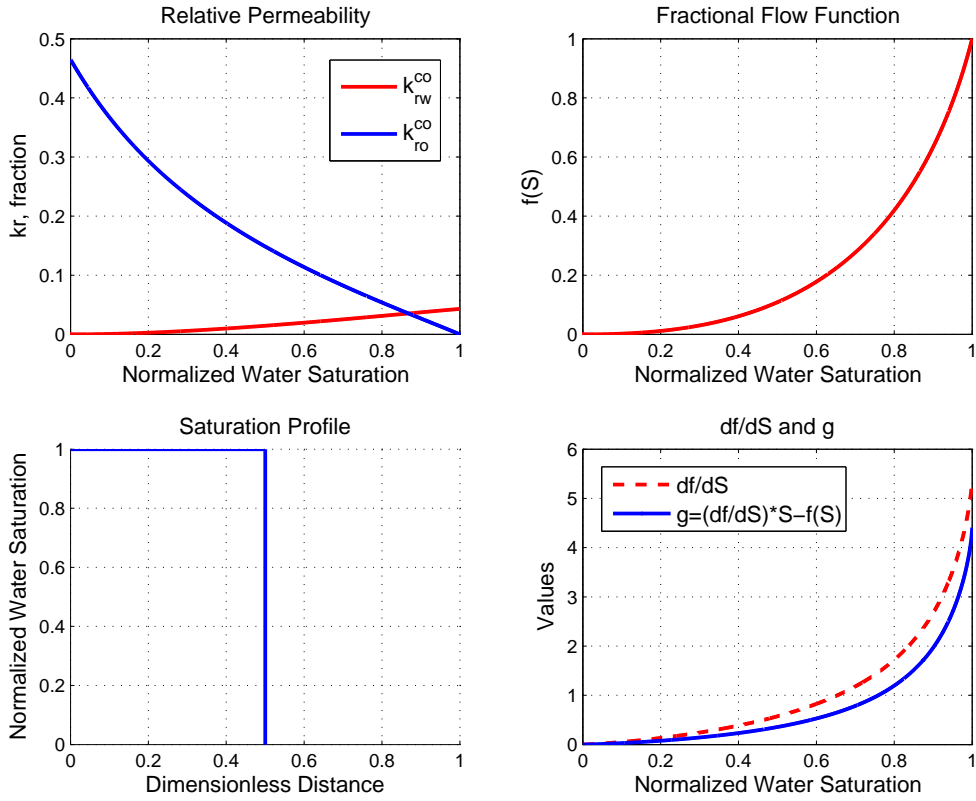 Relative Permeability
0.5
0.4
0.3
0.2
0.1
0
kr, fraction
k_rw^co
k_ro^co
0 0.2 0.4 0.6 0.8 1
Normalized Water Saturation
Fractional Flow Function
1
0.8
0.6
0.4
0.2
0
f(S)
0 0.2 0.4 0.6 0.8 1
Normalized Water Saturation
Saturation Profile
1
0.8
0.6
0.4
0.2
0
Normalized Water Saturation
0 0.2 0.4 0.6 0.8 1
Dimensionless Distance
df/dS and g
6
5
4
3
2
1
0
Values
df/dS
g=(df/dS)*S−f(S)
0 0.2 0.4 0.6 0.8 1
Normalized Water Saturation